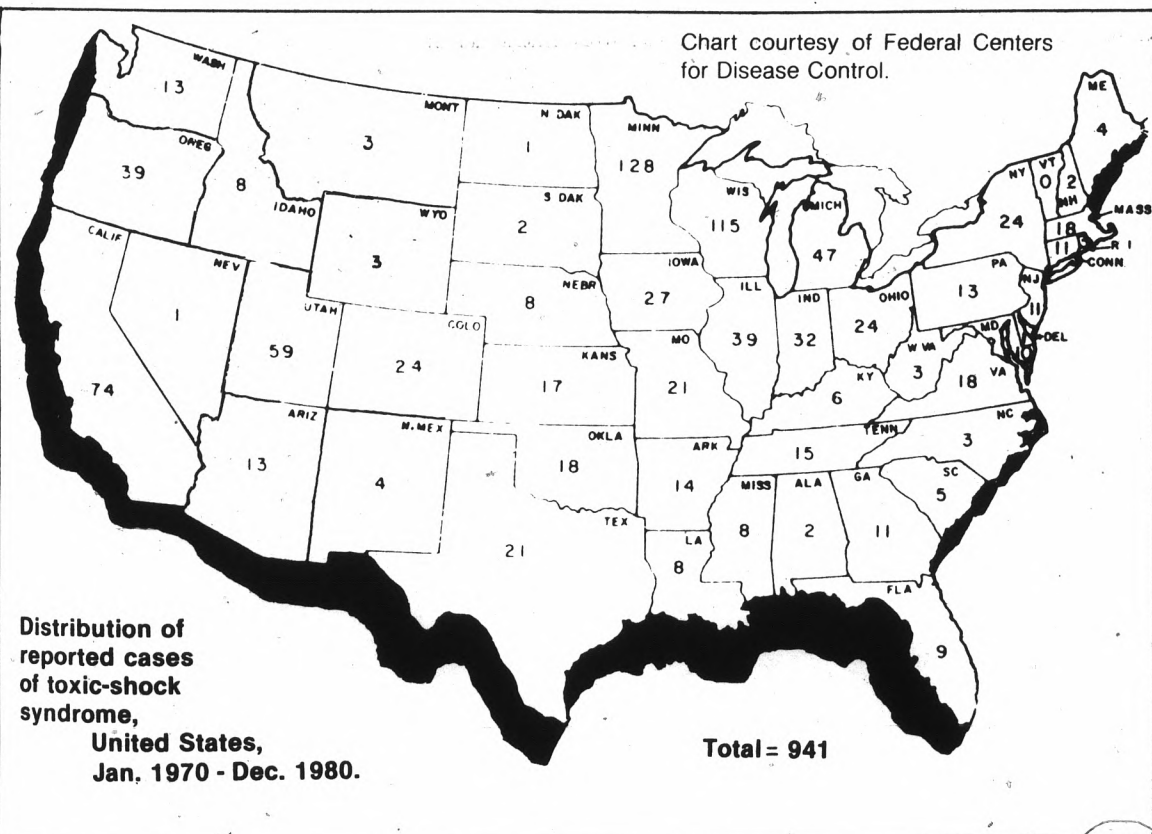 Chart courtesy of Federal Centers
for Disease Control.
WASH
13
MONT
3
N DAK
1
MINN
128
ME
4
OREG
39
IDAHO
8
WYO
3
S DAK
2
WIS
115
MICH
47
NY
24
VT
0
2
NH
MASS
18
11
R I
CONN
CALIF
74
NEV
1
UTAH
59
COLO
24
NEBR
8
IOWA
27
ILL
39
IND
32
OHIO
24
PA
13
NJ
11
MD
10
DEL
W VA
3
VA
18
KANS
17
MO
21
KY
6
ARIZ
13
N. MEX
4
OKLA
18
ARK
14
TENN
15
NC
3
SC
5
TEX
21
LA
8
MISS
8
ALA
2
GA
11
FLA
9
Distribution of
reported cases
of toxic-shock
syndrome,
United States,
Jan. 1970 - Dec. 1980.
Total = 941